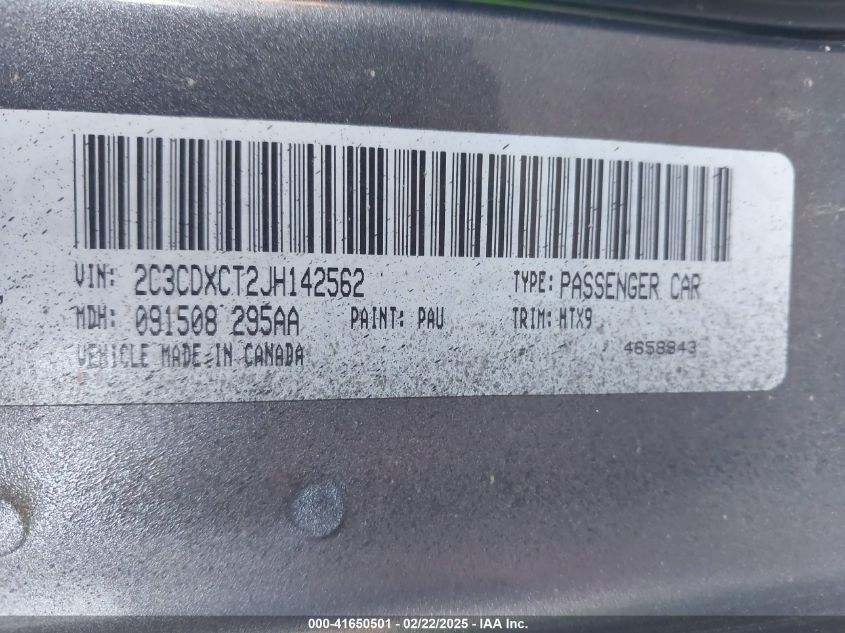 VIN: 2C3CDXCT2JH142562 TYPE: PASSENGER CAR
MDH: 091508 295AA PAINT: PAU TRIM: HTX9
VEHICLE MADE IN CANADA 4658843
000-41650501 - 02/22/2025 - IAA Inc.